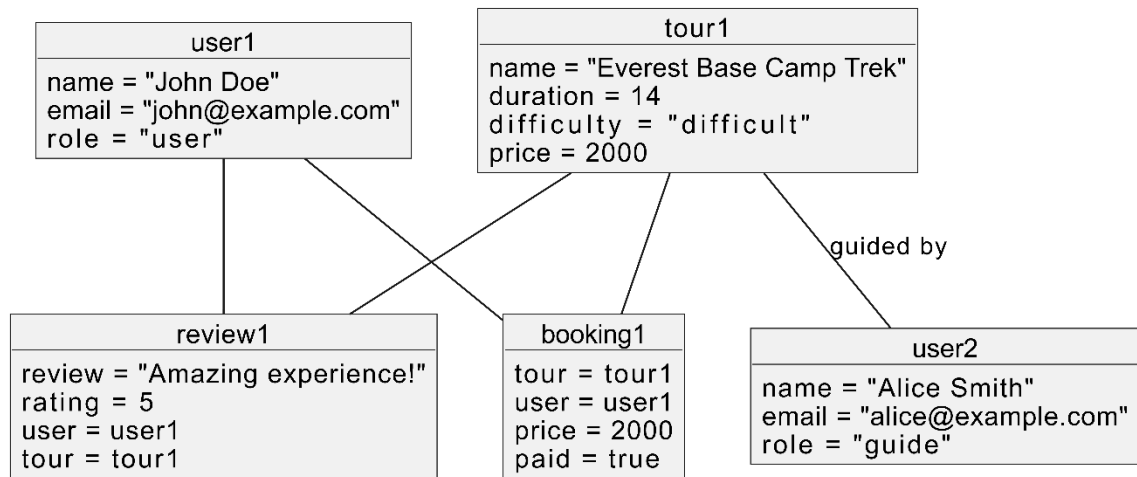 user1
name = "John Doe"
email = "john@example.com"
role = "user"
tour1
name = "Everest Base Camp Trek"
duration = 14
difficulty = "difficult"
price = 2000
guided by
review1
review = "Amazing experience!"
rating = 5
user = user1
tour = tour1
booking1
tour = tour1
user = user1
price = 2000
paid = true
user2
name = "Alice Smith"
email = "alice@example.com"
role = "guide"